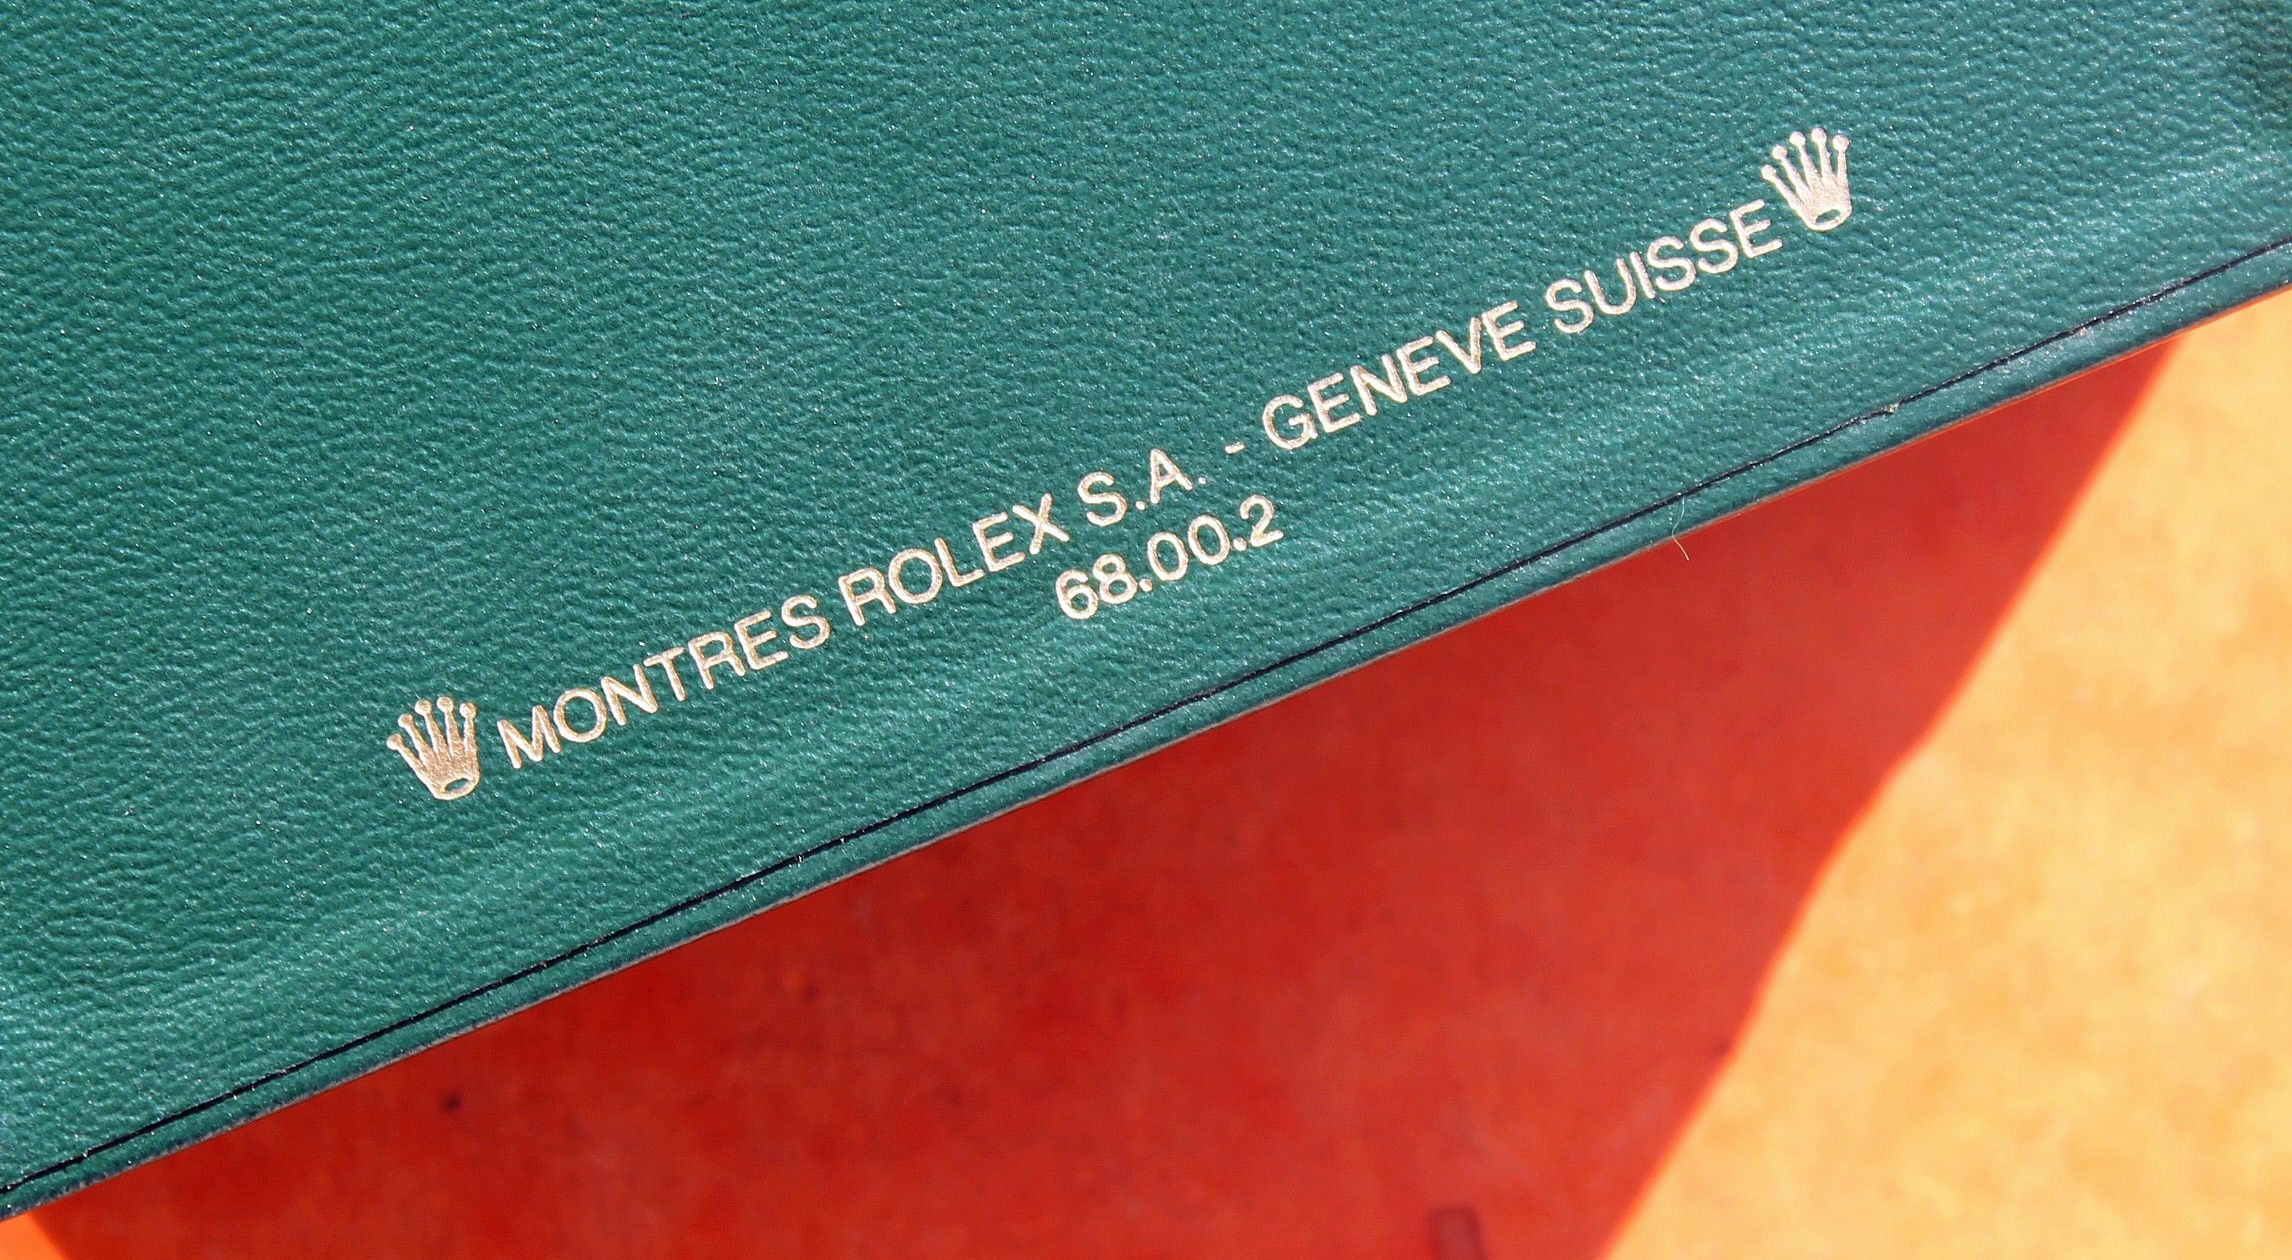 MONTRES ROLEX S.A. - GENEVE SUISSE
68.00.2